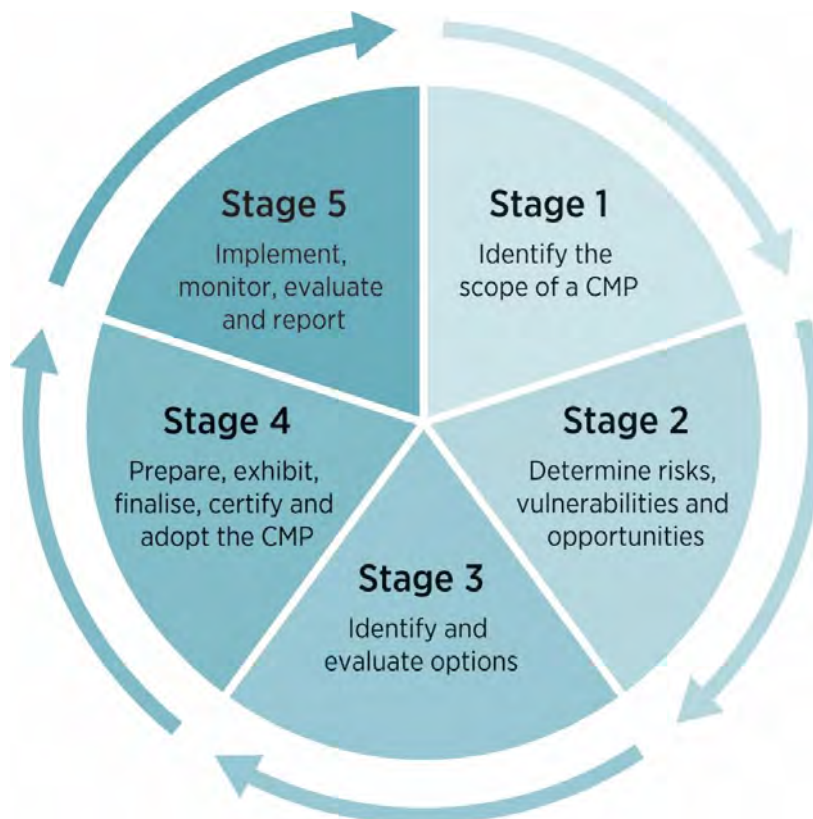 Stage 1
Identify the
scope of a CMP
Stage 2
Determine risks,
vulnerabilities and
opportunities
Stage 3
Identify and
evaluate options
Stage 4
Prepare, exhibit,
finalise, certify and
adopt the CMP
Stage 5
Implement,
monitor, evaluate
and report